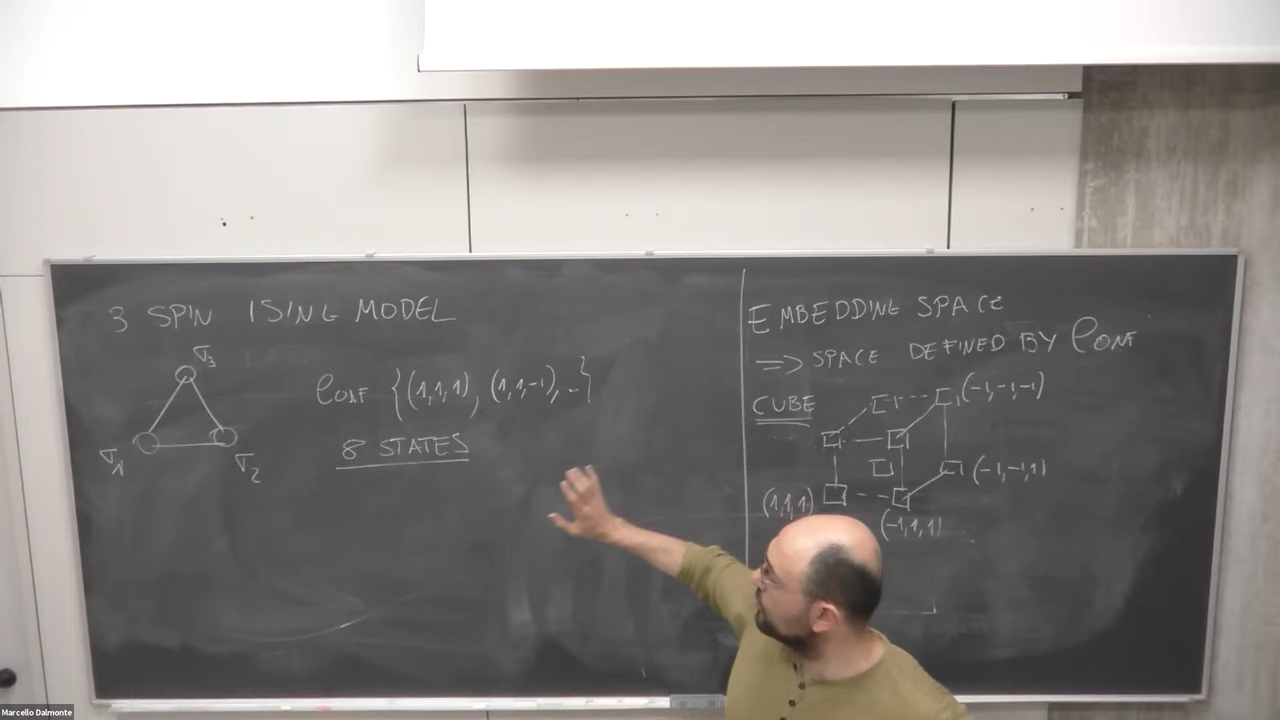 3 SPIN ISING MODEL
σ3
Conf {(1,1,1), (1,1,-1), ..}
8 STATES
σ1
σ2
EMBEDDING SPACE
=> SPACE DEFINED BY Conf
CUBE
(-1,-1,-1)
(-1,-1,1)
(1,1,1)
(-1,1,1)
Marcello Dalmonte